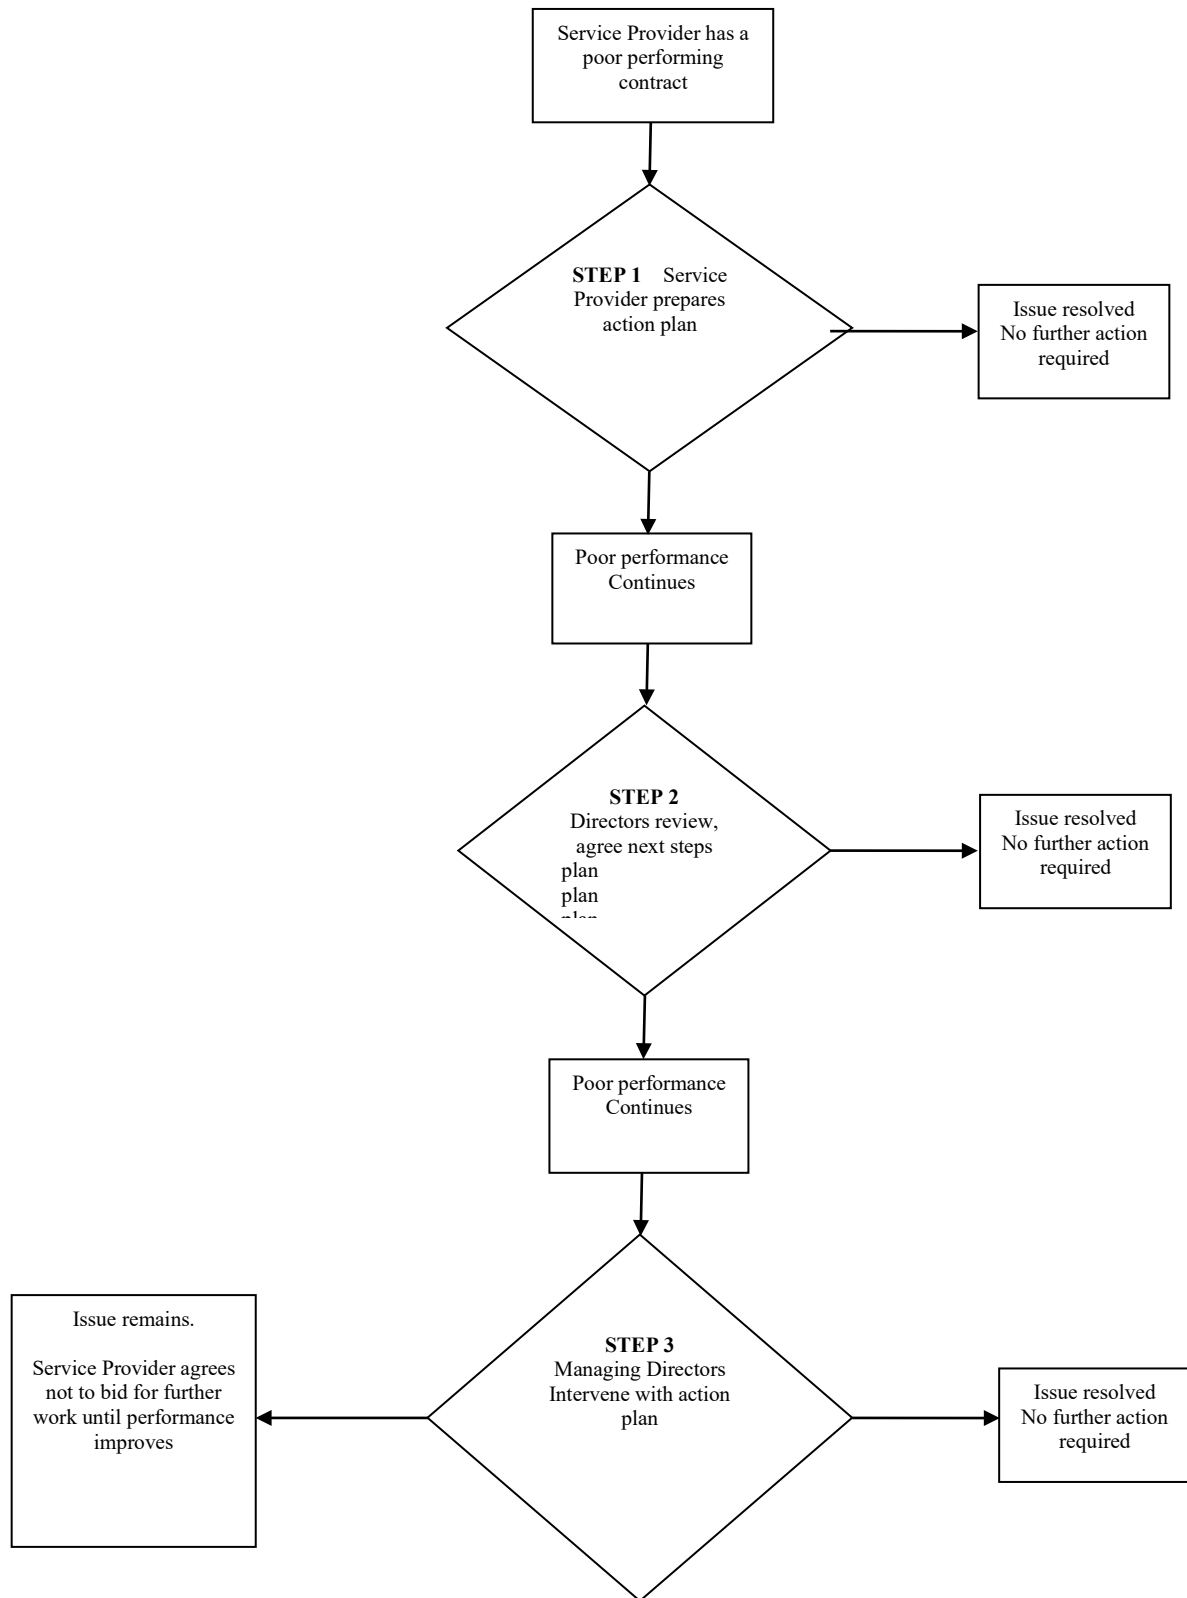 Service Provider has a
poor performing
contract
STEP 1 Service
Provider prepares
action plan
Issue resolved
No further action
required
Poor performance
Continues
STEP 2
Directors review,
agree next steps
plan
plan
plan
Issue resolved
No further action
required
Poor performance
Continues
STEP 3
Managing Directors
Intervene with action
plan
Issue remains.
Service Provider agrees
not to bid for further
work until performance
improves
Issue resolved
No further action
required